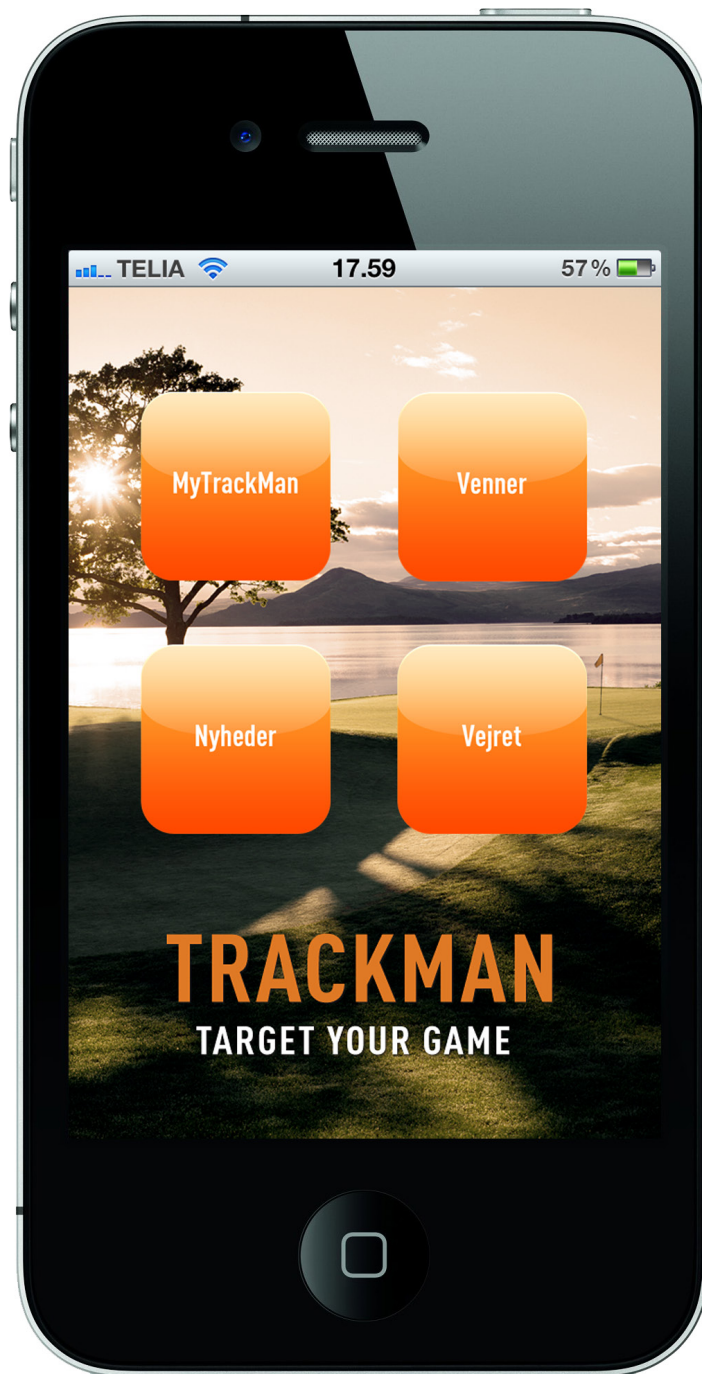 TELIA 17.59 57%
MyTrackMan Venner
Nyheder Vejret
TRACKMAN
TARGET YOUR GAME